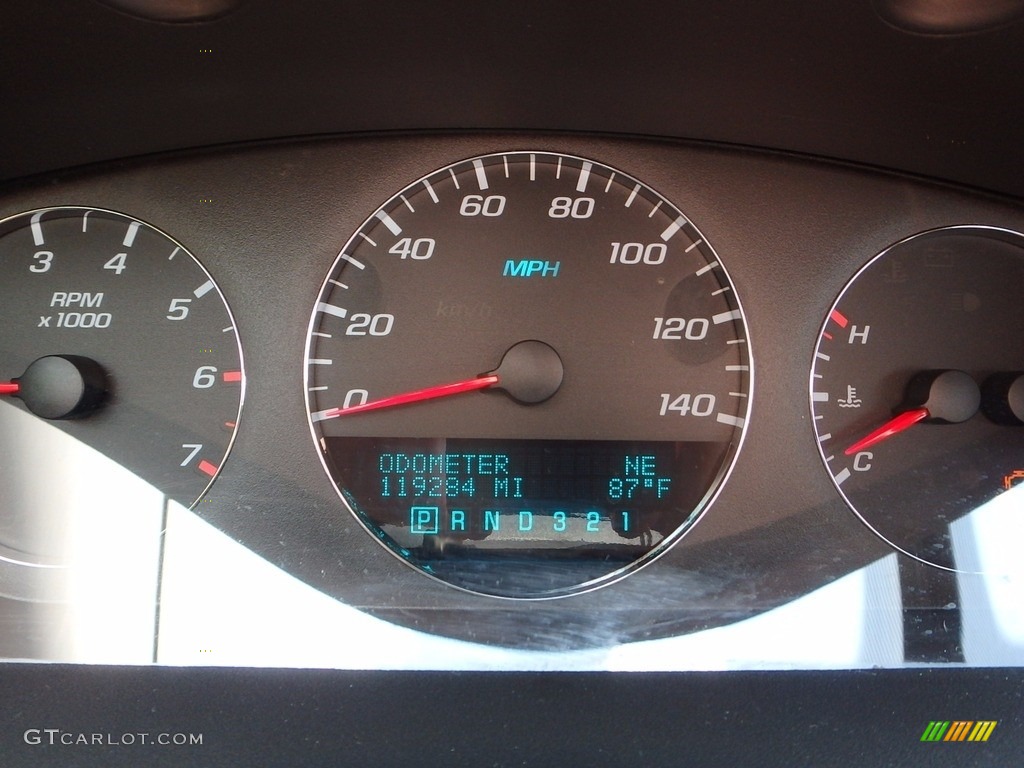 3 4 5 6 7
RPM
x1000
0 20 40 60 80 100 120 140
MPH
km/h
ODOMETER NE
119284 MI 87°F
P R N D 3 2 1
H
C
GTCARLOT.COM